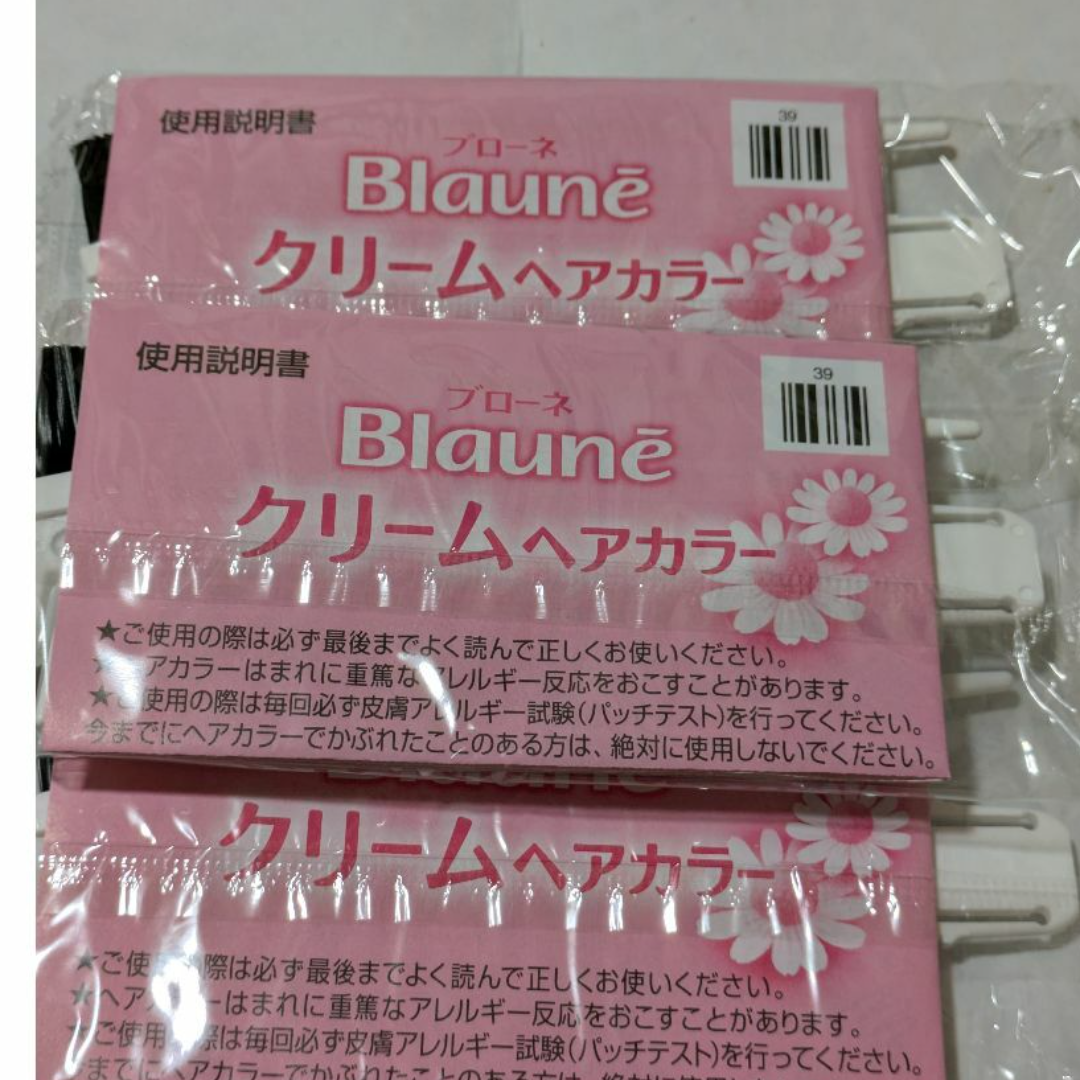 使用説明書
39
ブローネ
Blaunē
クリームヘアカラー
使用説明書
39
ブローネ
Blaunē
クリームヘアカラー
★ご使用の際は必ず最後までよく読んで正しくお使いください。
アカラーはまれに重篤なアレルギー反応をおこすことがあります。
★ご使用の際は毎回必ず皮膚アレルギー試験(パッチテスト)を行ってください。
今までにヘアカラーでかぶれたことのある方は、絶対に使用しないでください。
クリームヘアカラー
★ご使 際は必ず最後までよく読んで正しくお使いください。
★ヘア ーはまれに重篤なアレルギー反応をおこすことがあります。
ご使用 際は毎回必ず皮膚アレルギー試験(パッチテスト)を行ってください。
までにヘアカラーでかぶれたことのある方は、絶対に使用し